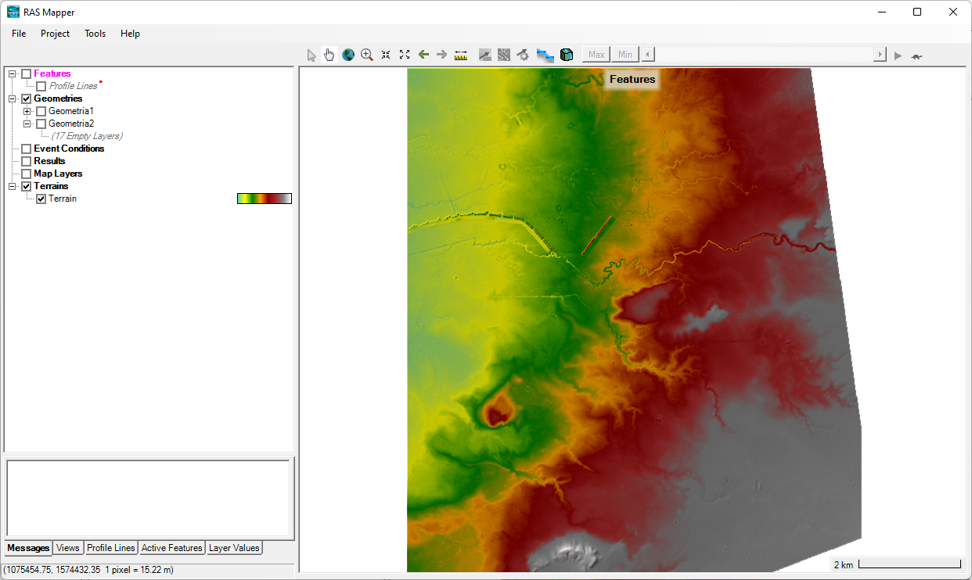 RAS Mapper
File Project Tools Help
Max Min
Features
Profile Lines*
Geometries
Geometria1
Geometria2
(17 Empty Layers)
Event Conditions
Results
Map Layers
Terrains
Terrain
Features
2 km
Messages Views Profile Lines Active Features Layer Values
(1075454.75, 1574432.35 1 pixel = 15.22 m)